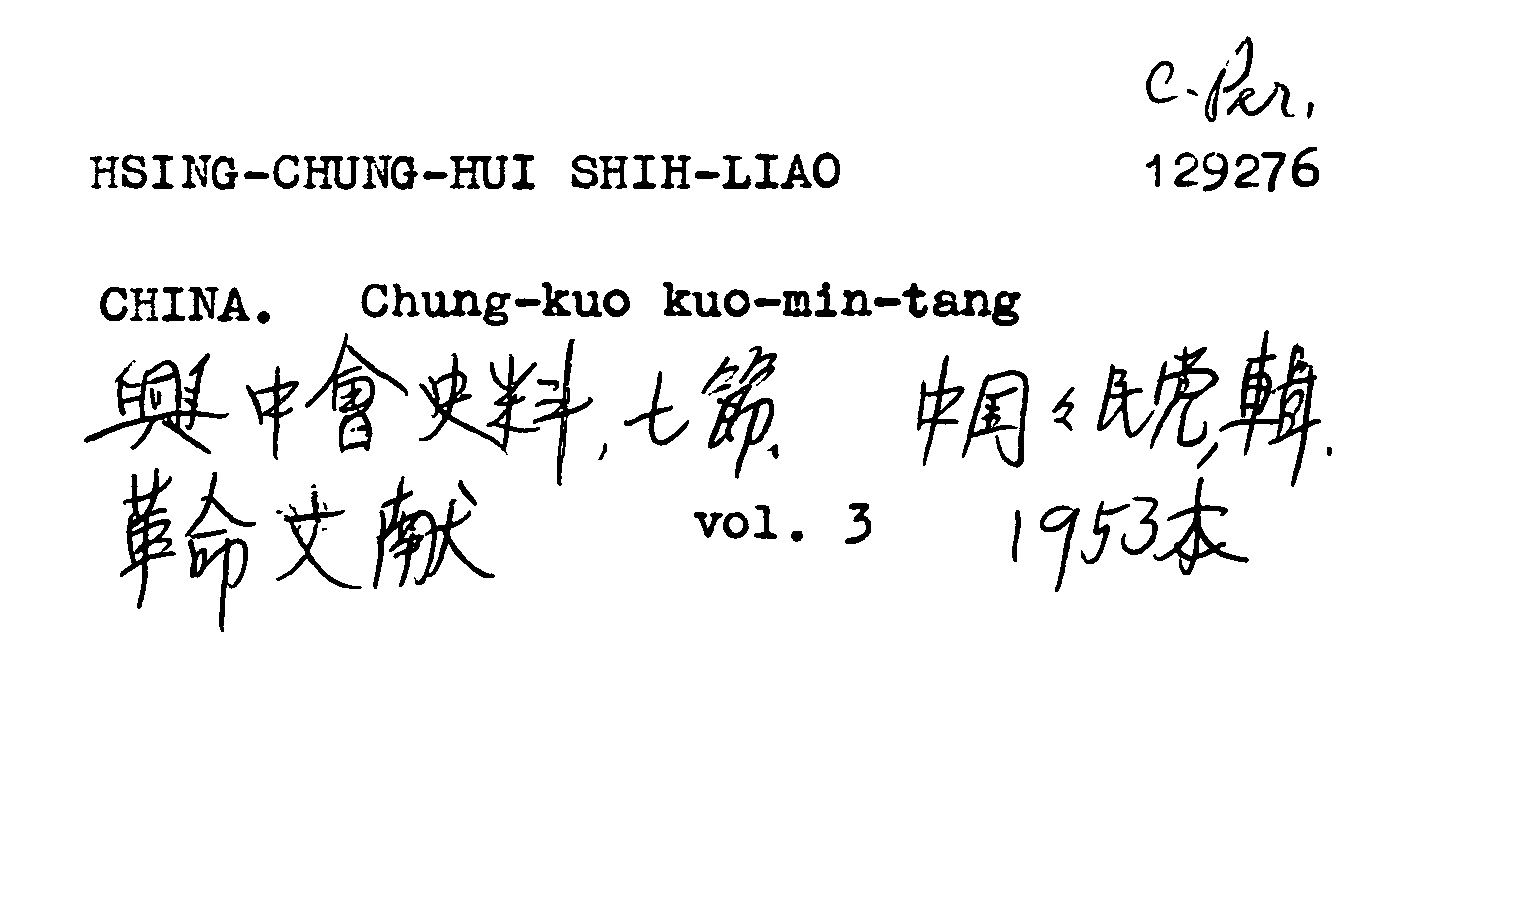 C. Per.
HSING-CHUNG-HUI SHIH-LIAO 129276
CHINA. Chung-kuo kuo-min-tang
興中會史料, 七節. 中国々民党, 輯.
革命文献 vol. 3 1953本